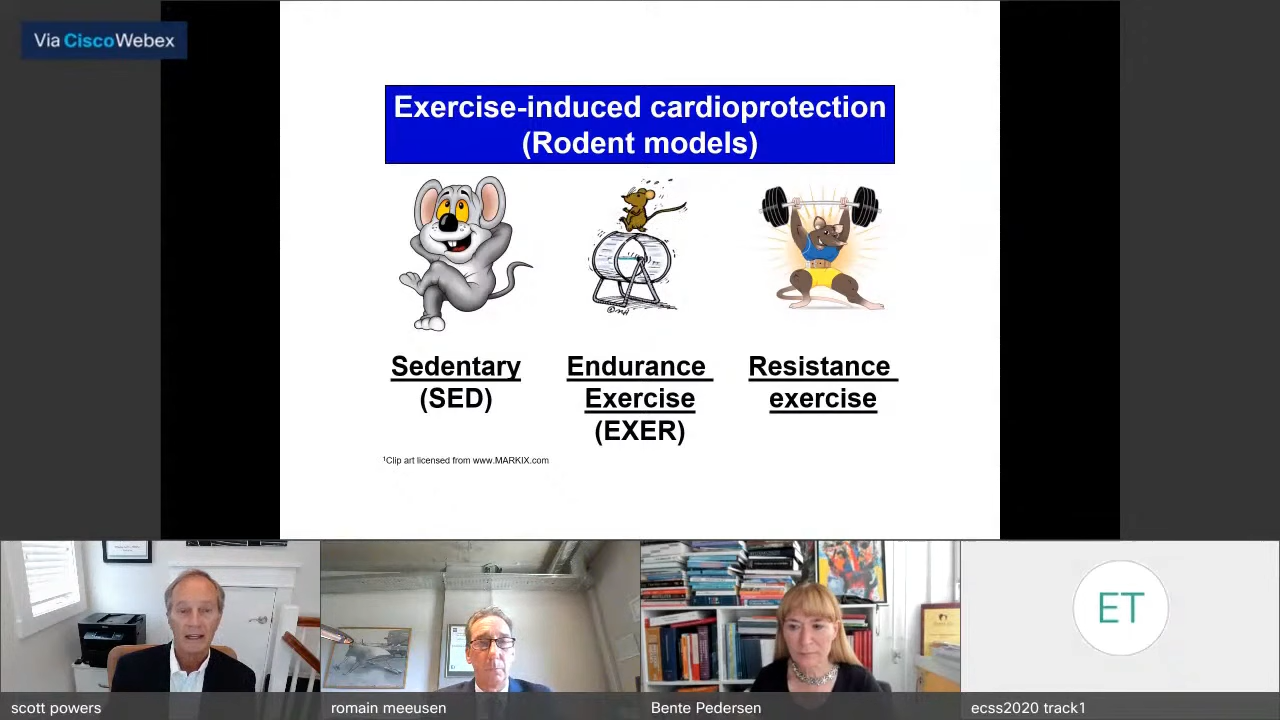 Via CiscoWebex
Exercise-induced cardioprotection
(Rodent models)
©MA
Sedentary
(SED)
Endurance
Exercise
(EXER)
Resistance
exercise
¹Clip art licensed from www.MARKIX.com
ET
scott powers
romain meeusen
Bente Pedersen
ecss2020 track1